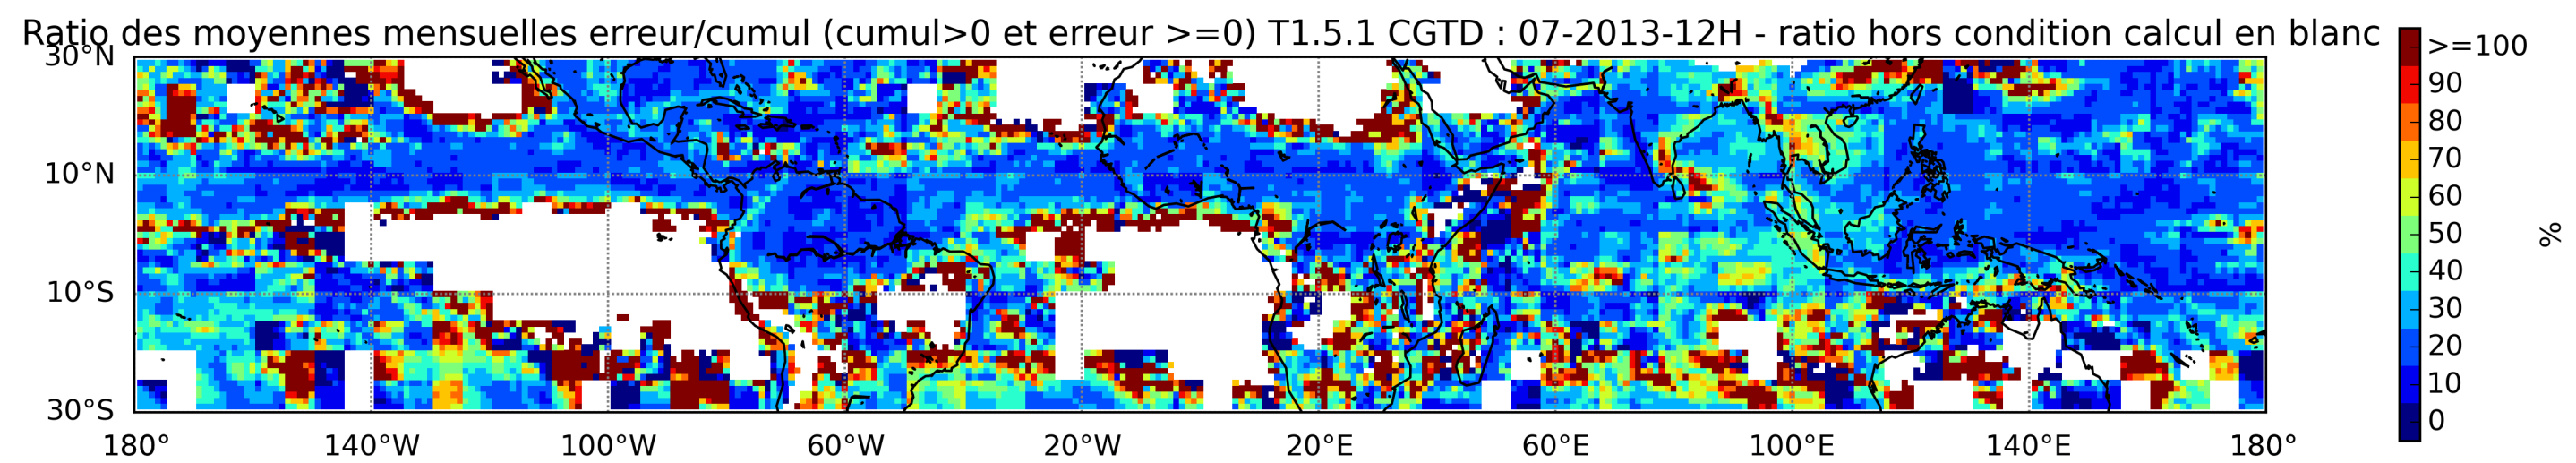 Ratio des moyennes mensuelles erreur/cumul (cumul>0 et erreur >=0) T1.5.1 CGTD : 07-2013-12H - ratio hors condition calcul en blanc
30°N
10°N
10°S
30°S
180° 140°W 100°W 60°W 20°W 20°E 60°E 100°E 140°E 180°
>=100
90
80
70
60
50
40
30
20
10
0
%